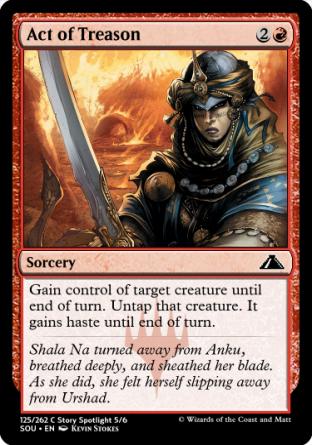 Act of Treason 2
Sorcery
Gain control of target creature until
end of turn. Untap that creature. It
gains haste until end of turn.
Shala Na turned away from Anku,
breathed deeply, and sheathed her blade.
As she did, she felt herself slipping away
from Urshad.
125/262 C Story Spotlight 5/6
SOU • EN Kevin Stokes
™ & © Wizards of the Coast and Matt